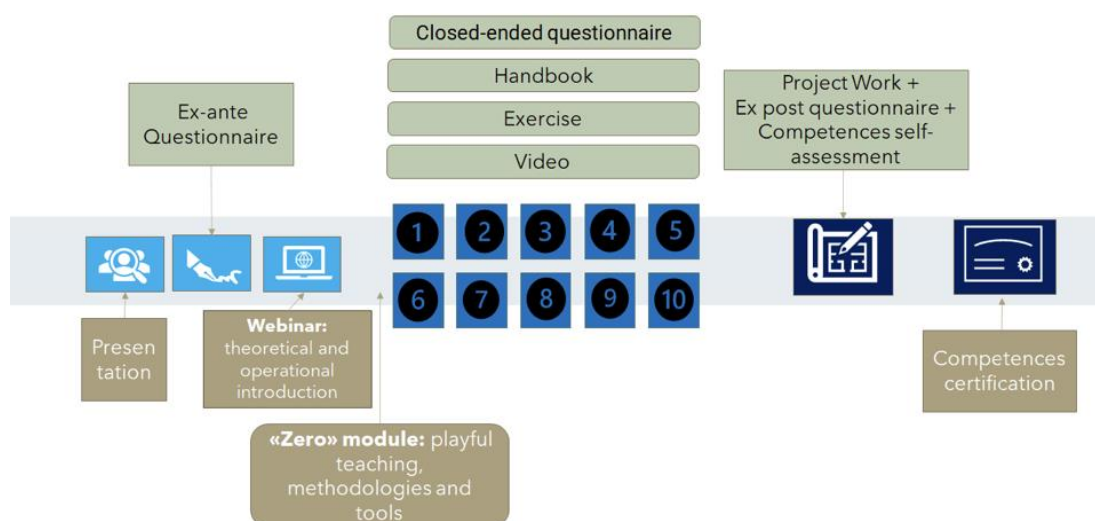 Closed-ended questionnaire
Handbook
Exercise
Video
Ex-ante
Questionnaire
Project Work +
Ex post questionnaire +
Competences self-
assessment
1 2 3 4 5
6 7 8 9 10
Presen
tation
Webinar:
theoretical and
operational
introduction
«Zero» module: playful
teaching,
methodologies and
tools
Competences
certification